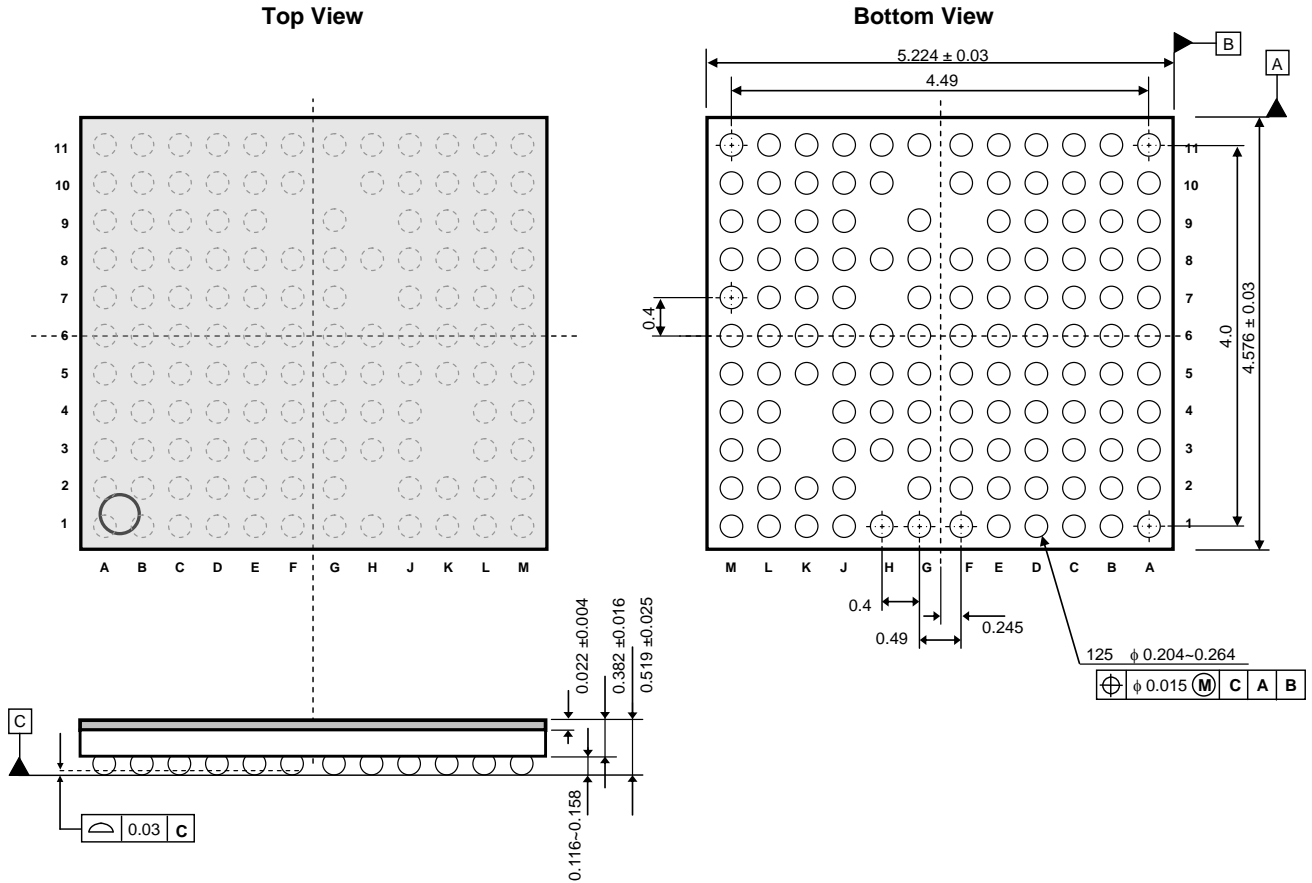 Top View
Bottom View
B
5.224 ± 0.03
A
4.49
11
10
9
8
7
6
5
4
3
2
1
A B C D E F G H J K L M
11
10
9
8
7
6
5
4
3
2
1
0.4
4.0
4.576 ± 0.03
M L K J H G F E D C B A
0.4
0.49
0.245
125 ϕ 0.204~0.264
ϕ 0.015 M C A B
0.022 ±0.004
0.382 ±0.016
0.519 ±0.025
C
0.116~0.158
0.03 C